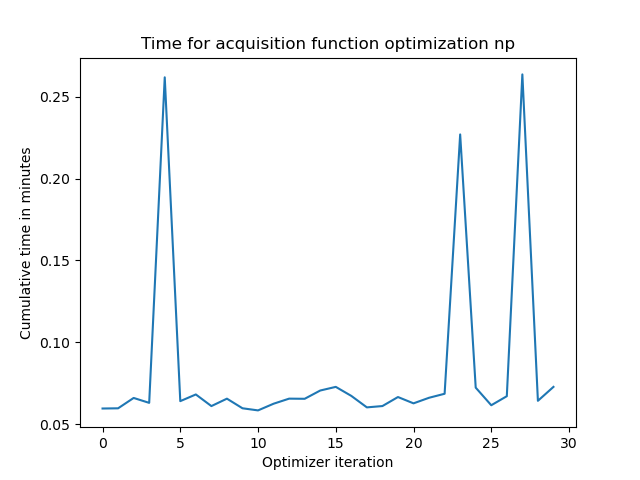 Time for acquisition function optimization np
Cumulative time in minutes
0.25
0.20
0.15
0.10
0.05
0 5 10 15 20 25 30
Optimizer iteration